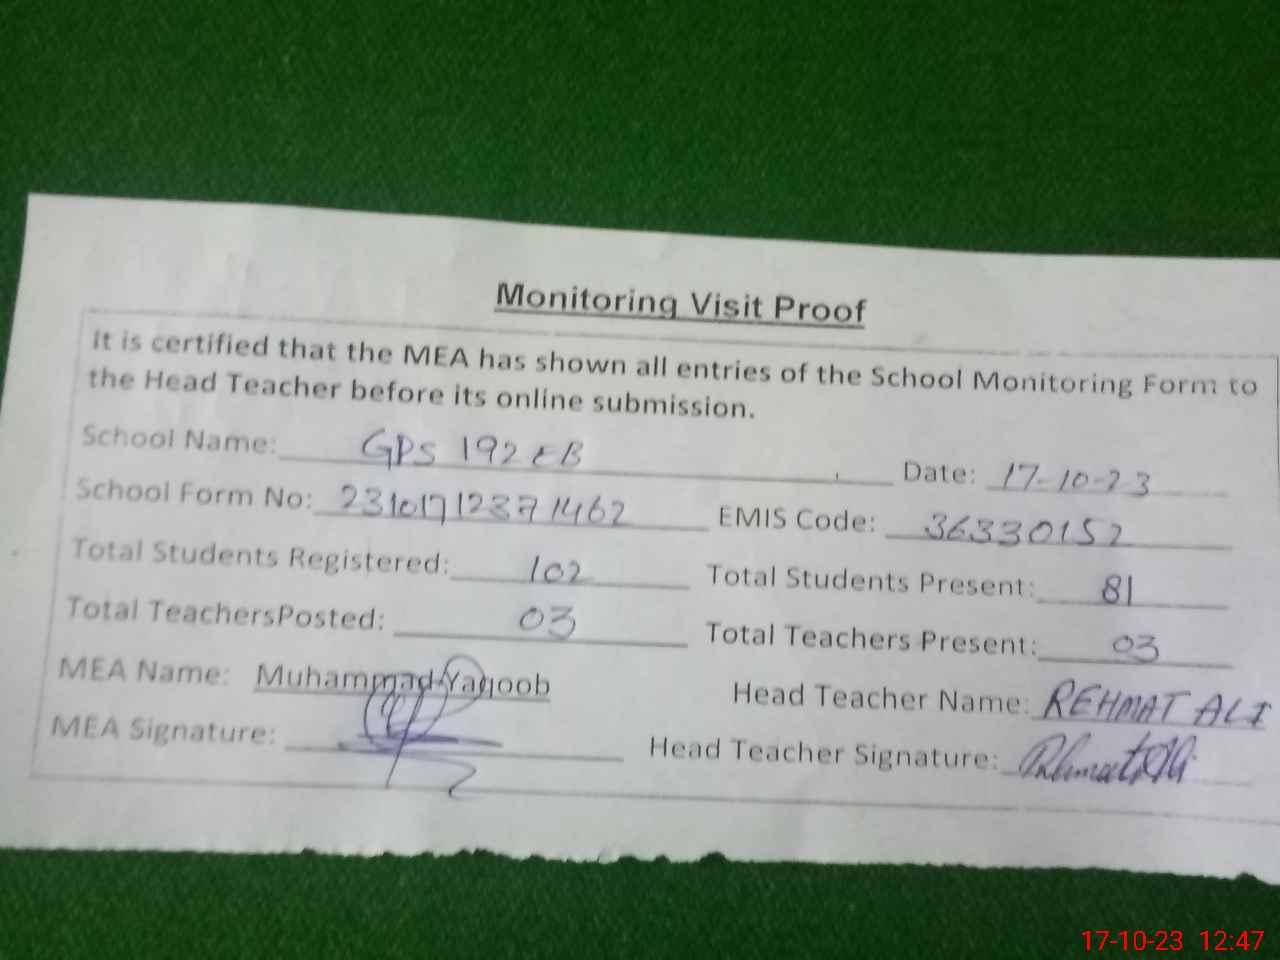 Monitoring Visit Proof
It is certified that the MEA has shown all entries of the School Monitoring Form to
the Head Teacher before its online submission.
School Name: GPS 192 EB Date: 17-10-23
School Form No: 23101712371462 EMIS Code: 36330152
Total Students Registered: 102 Total Students Present: 81
Total TeachersPosted: 03 Total Teachers Present: 03
MEA Name: Muhammad Yaqoob Head Teacher Name: REHMAT ALI
MEA Signature: Head Teacher Signature: Rehmat Ali
17-10-23 12:47